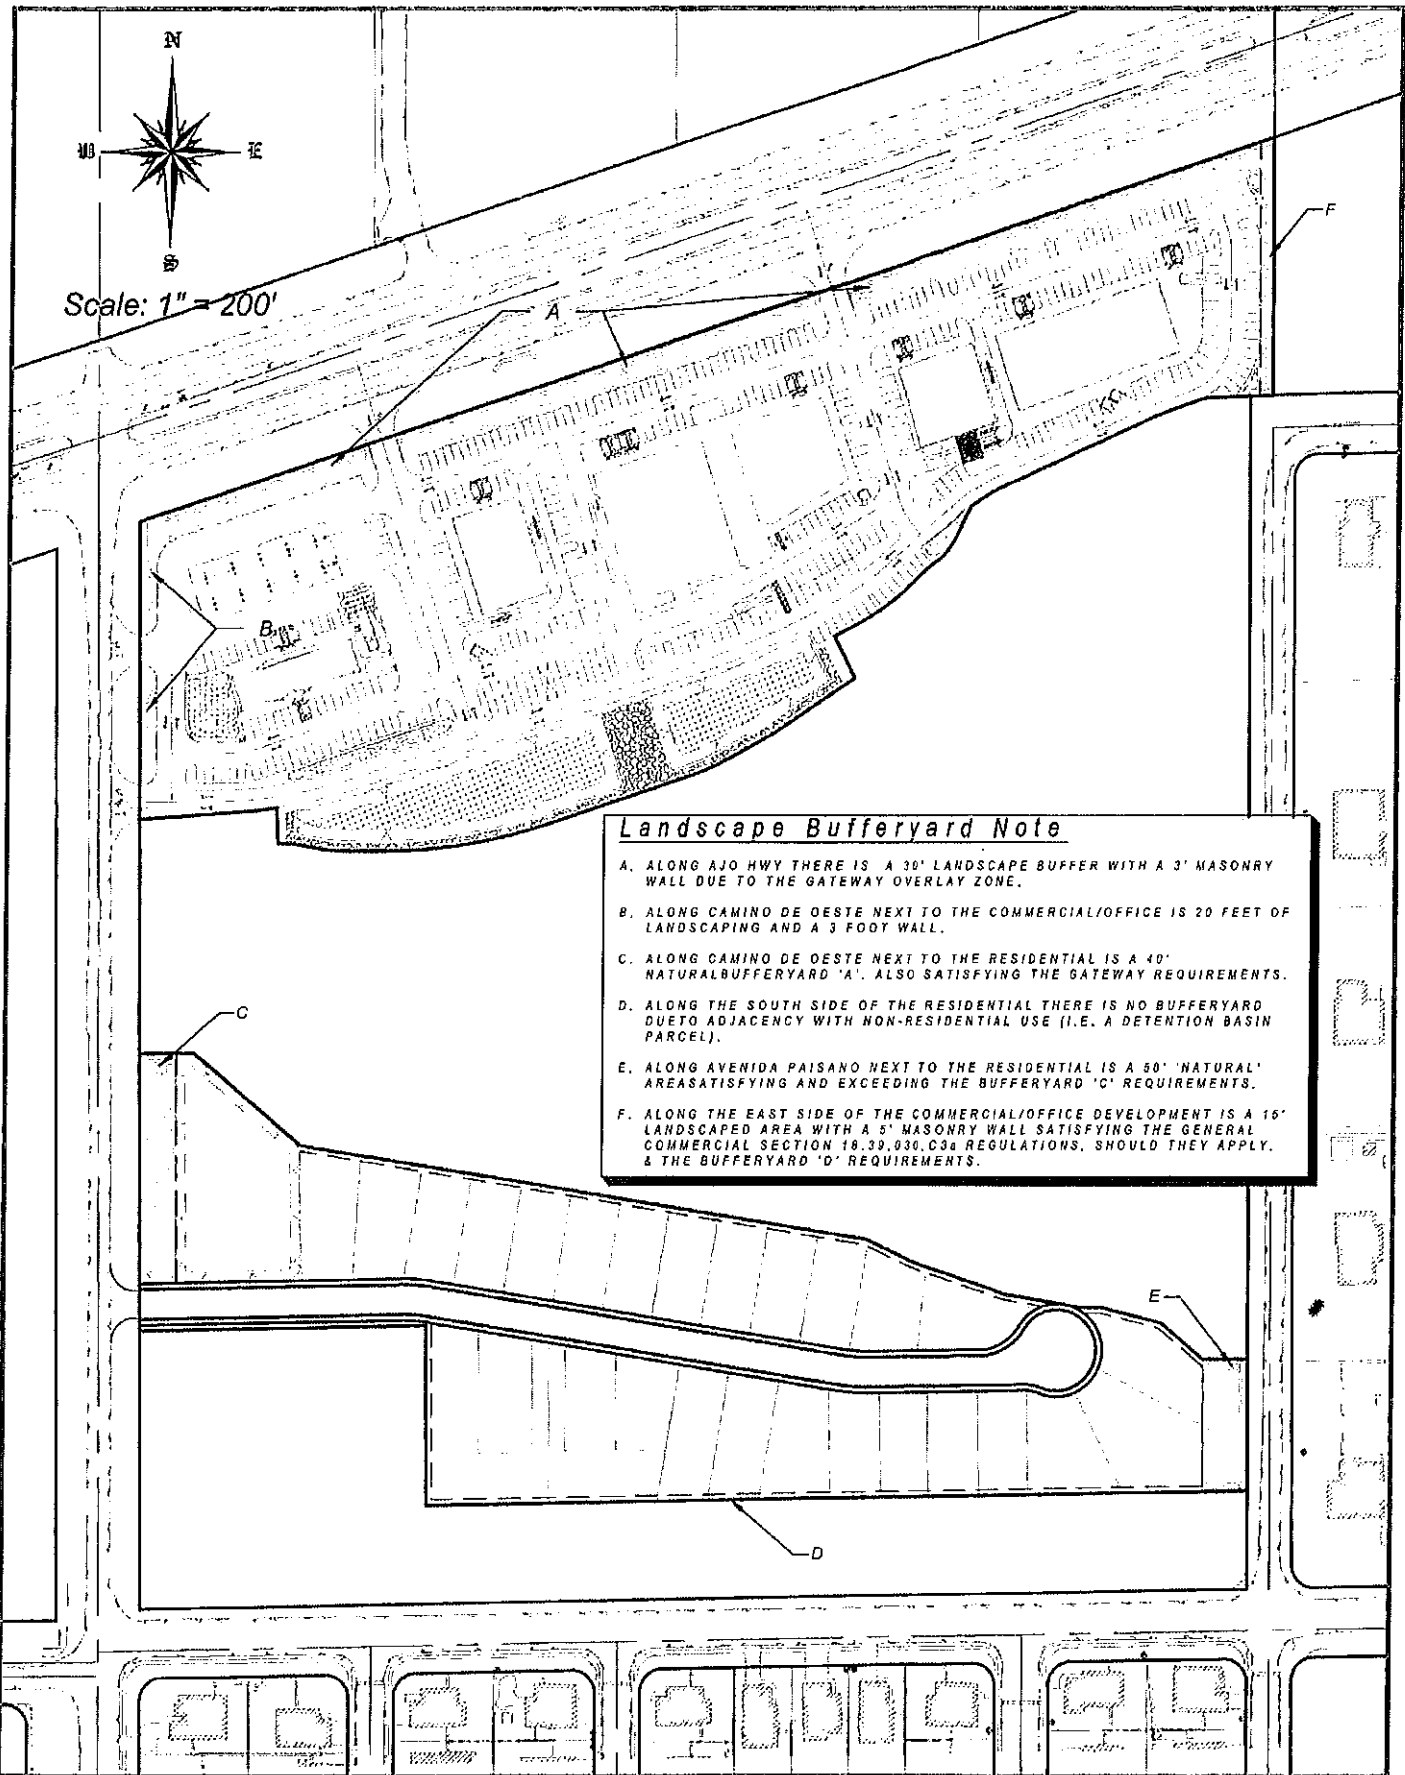 N
W E
S
Scale: 1" = 200'
F
A
B
Landscape Bufferyard Note
A. ALONG AJO HWY THERE IS A 30' LANDSCAPE BUFFER WITH A 3' MASONRY
WALL DUE TO THE GATEWAY OVERLAY ZONE.
B. ALONG CAMINO DE OESTE NEXT TO THE COMMERCIAL/OFFICE IS 20 FEET OF
LANDSCAPING AND A 3 FOOT WALL.
C. ALONG CAMINO DE OESTE NEXT TO THE RESIDENTIAL IS A 40'
NATURALBUFFERYARD 'A'. ALSO SATISFYING THE GATEWAY REQUIREMENTS.
D. ALONG THE SOUTH SIDE OF THE RESIDENTIAL THERE IS NO BUFFERYARD
DUETO ADJACENCY WITH NON-RESIDENTIAL USE (I.E. A DETENTION BASIN
PARCEL).
E. ALONG AVENIDA PAISANO NEXT TO THE RESIDENTIAL IS A 50' 'NATURAL'
AREASATISFYING AND EXCEEDING THE BUFFERYARD 'C' REQUIREMENTS.
F. ALONG THE EAST SIDE OF THE COMMERCIAL/OFFICE DEVELOPMENT IS A 15'
LANDSCAPED AREA WITH A 5' MASONRY WALL SATISFYING THE GENERAL
COMMERCIAL SECTION 18.39.030.C3a REGULATIONS, SHOULD THEY APPLY.
& THE BUFFERYARD 'D' REQUIREMENTS.
C
E
D